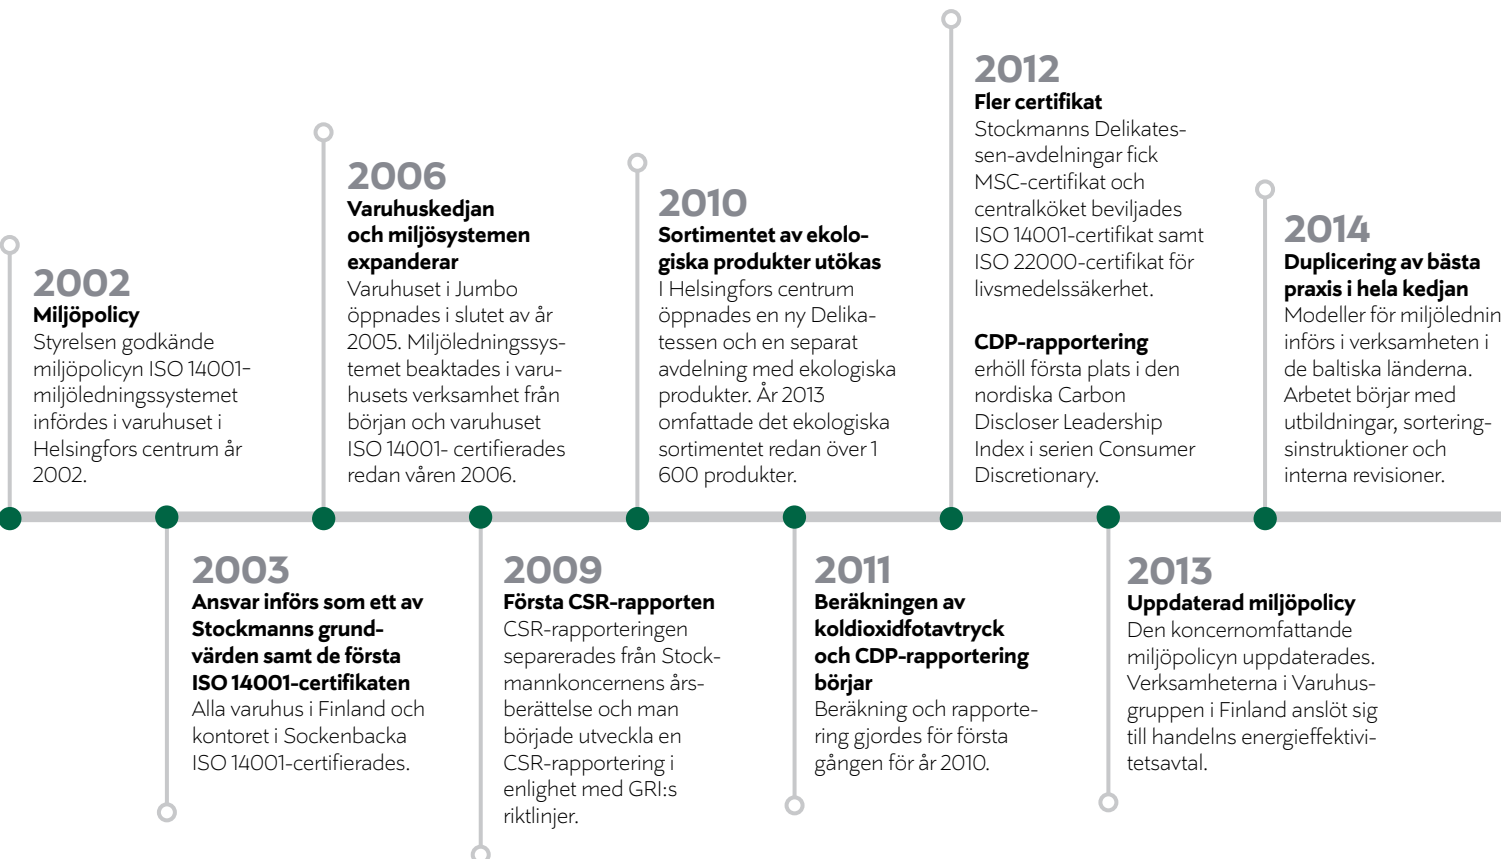 2002
Miljöpolicy
Styrelsen godkände
miljöpolicyn ISO 14001-
miljöledningssystemet
infördes i varuhuset i
Helsingfors centrum år
2002.
2003
Ansvar införs som ett av
Stockmanns grund-
värden samt de första
ISO 14001-certifikaten
Alla varuhus i Finland och
kontoret i Sockenbacka
ISO 14001-certifierades.
2006
Varuhuskedjan
och miljösystemen
expanderar
Varuhuset i Jumbo
öppnades i slutet av år
2005. Miljöledningssys-
temet beaktades i varu-
husets verksamhet från
början och varuhuset
ISO 14001- certifierades
redan våren 2006.
2009
Första CSR-rapporten
CSR-rapporteringen
separerades från Stock-
mannkoncernens års-
berättelse och man
började utveckla en
CSR-rapportering i
enlighet med GRI:s
riktlinjer.
2010
Sortimentet av ekolo-
giska produkter utökas
I Helsingfors centrum
öppnades en ny Delika-
tessen och en separat
avdelning med ekologiska
produkter. År 2013
omfattade det ekologiska
sortimentet redan över 1
600 produkter.
2011
Beräkningen av
koldioxidfotavtryck
och CDP-rapportering
börjar
Beräkning och rapporte-
ring gjordes för första
gången för år 2010.
2012
Fler certifikat
Stockmanns Delikates-
sen-avdelningar fick
MSC-certifikat och
centralköket beviljades
ISO 14001-certifikat samt
ISO 22000-certifikat för
livsmedelssäkerhet.
CDP-rapportering
erhöll första plats i den
nordiska Carbon
Discloser Leadership
Index i serien Consumer
Discretionary.
2013
Uppdaterad miljöpolicy
Den koncernomfattande
miljöpolicyn uppdaterades.
Verksamheterna i Varuhus-
gruppen i Finland anslöt sig
till handelns energieffektivi-
tetsavtal.
2014
Duplicering av bästa
praxis i hela kedjan
Modeller för miljölednin
införs i verksamheten i
de baltiska länderna.
Arbetet börjar med
utbildningar, sortering-
sinstruktioner och
interna revisioner.